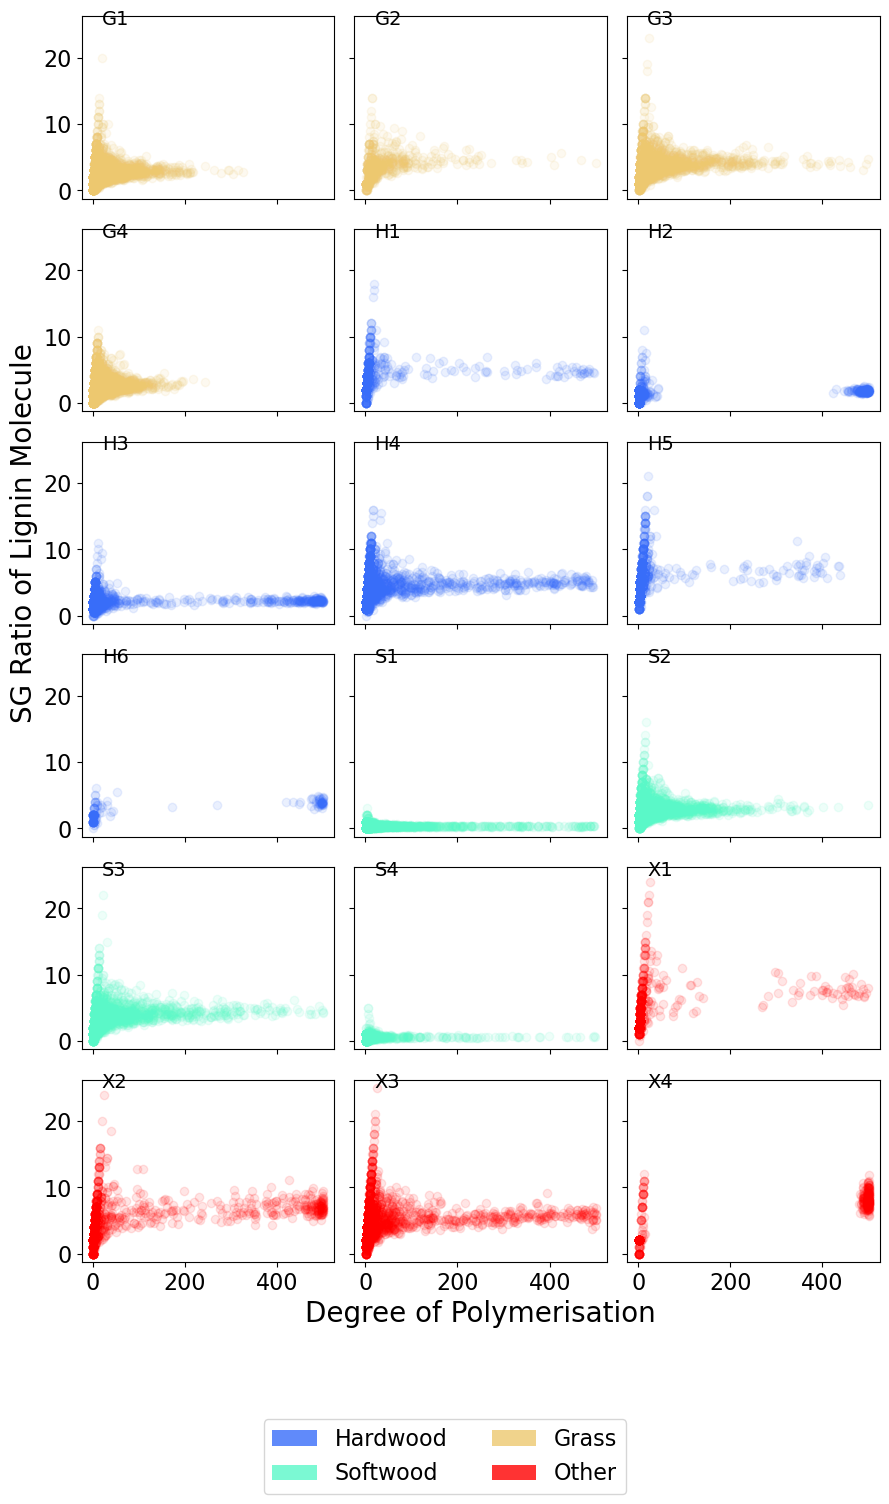 G1 G2 G3
20
10
0
G4 H1 H2
20
10
0
H3 H4 H5
20
10
0
H6 S1 S2
20
10
0
S3 S4 X1
20
10
0
X2 X3 X4
20
10
0
0 200 400 0 200 400 0 200 400
SG Ratio of Lignin Molecule
Degree of Polymerisation
Hardwood Grass
Softwood Other